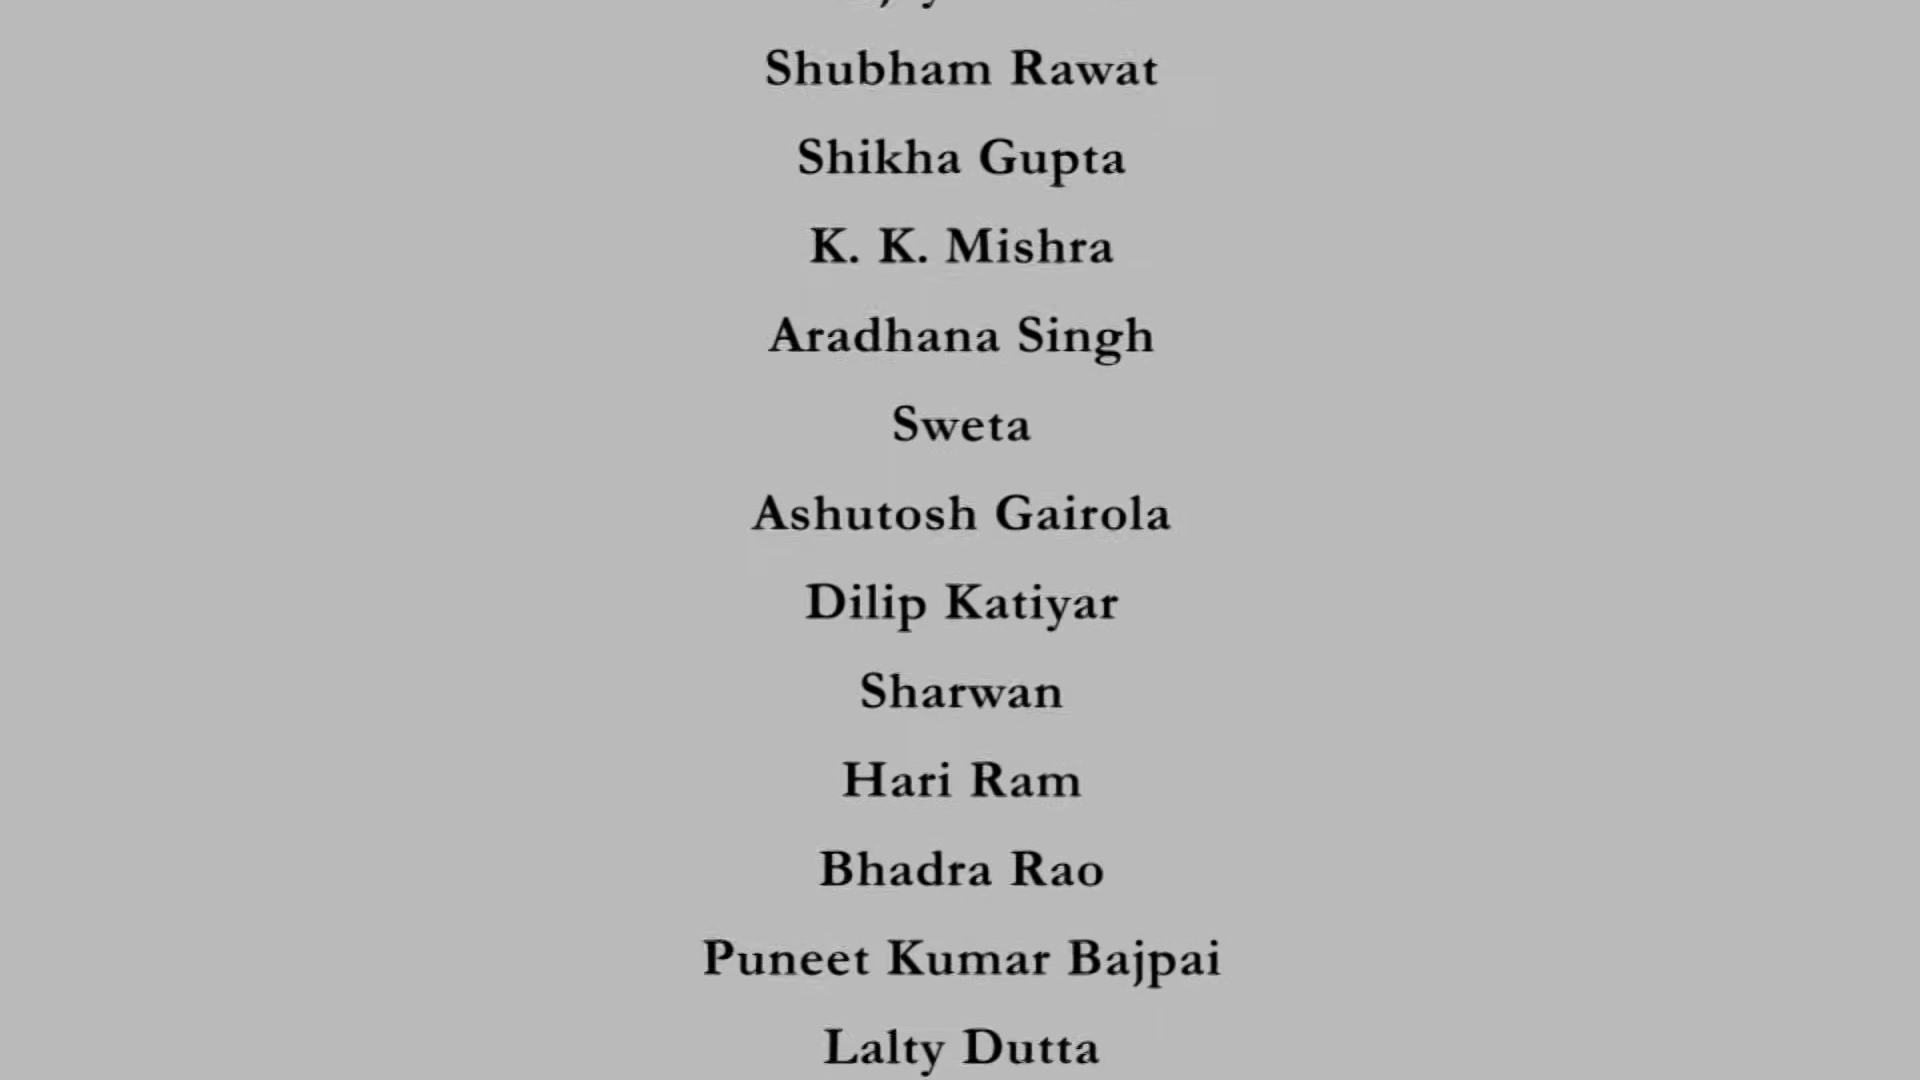 Shubham Rawat
Shikha Gupta
K. K. Mishra
Aradhana Singh
Sweta
Ashutosh Gairola
Dilip Katiyar
Sharwan
Hari Ram
Bhadra Rao
Puneet Kumar Bajpai
Lalty Dutta